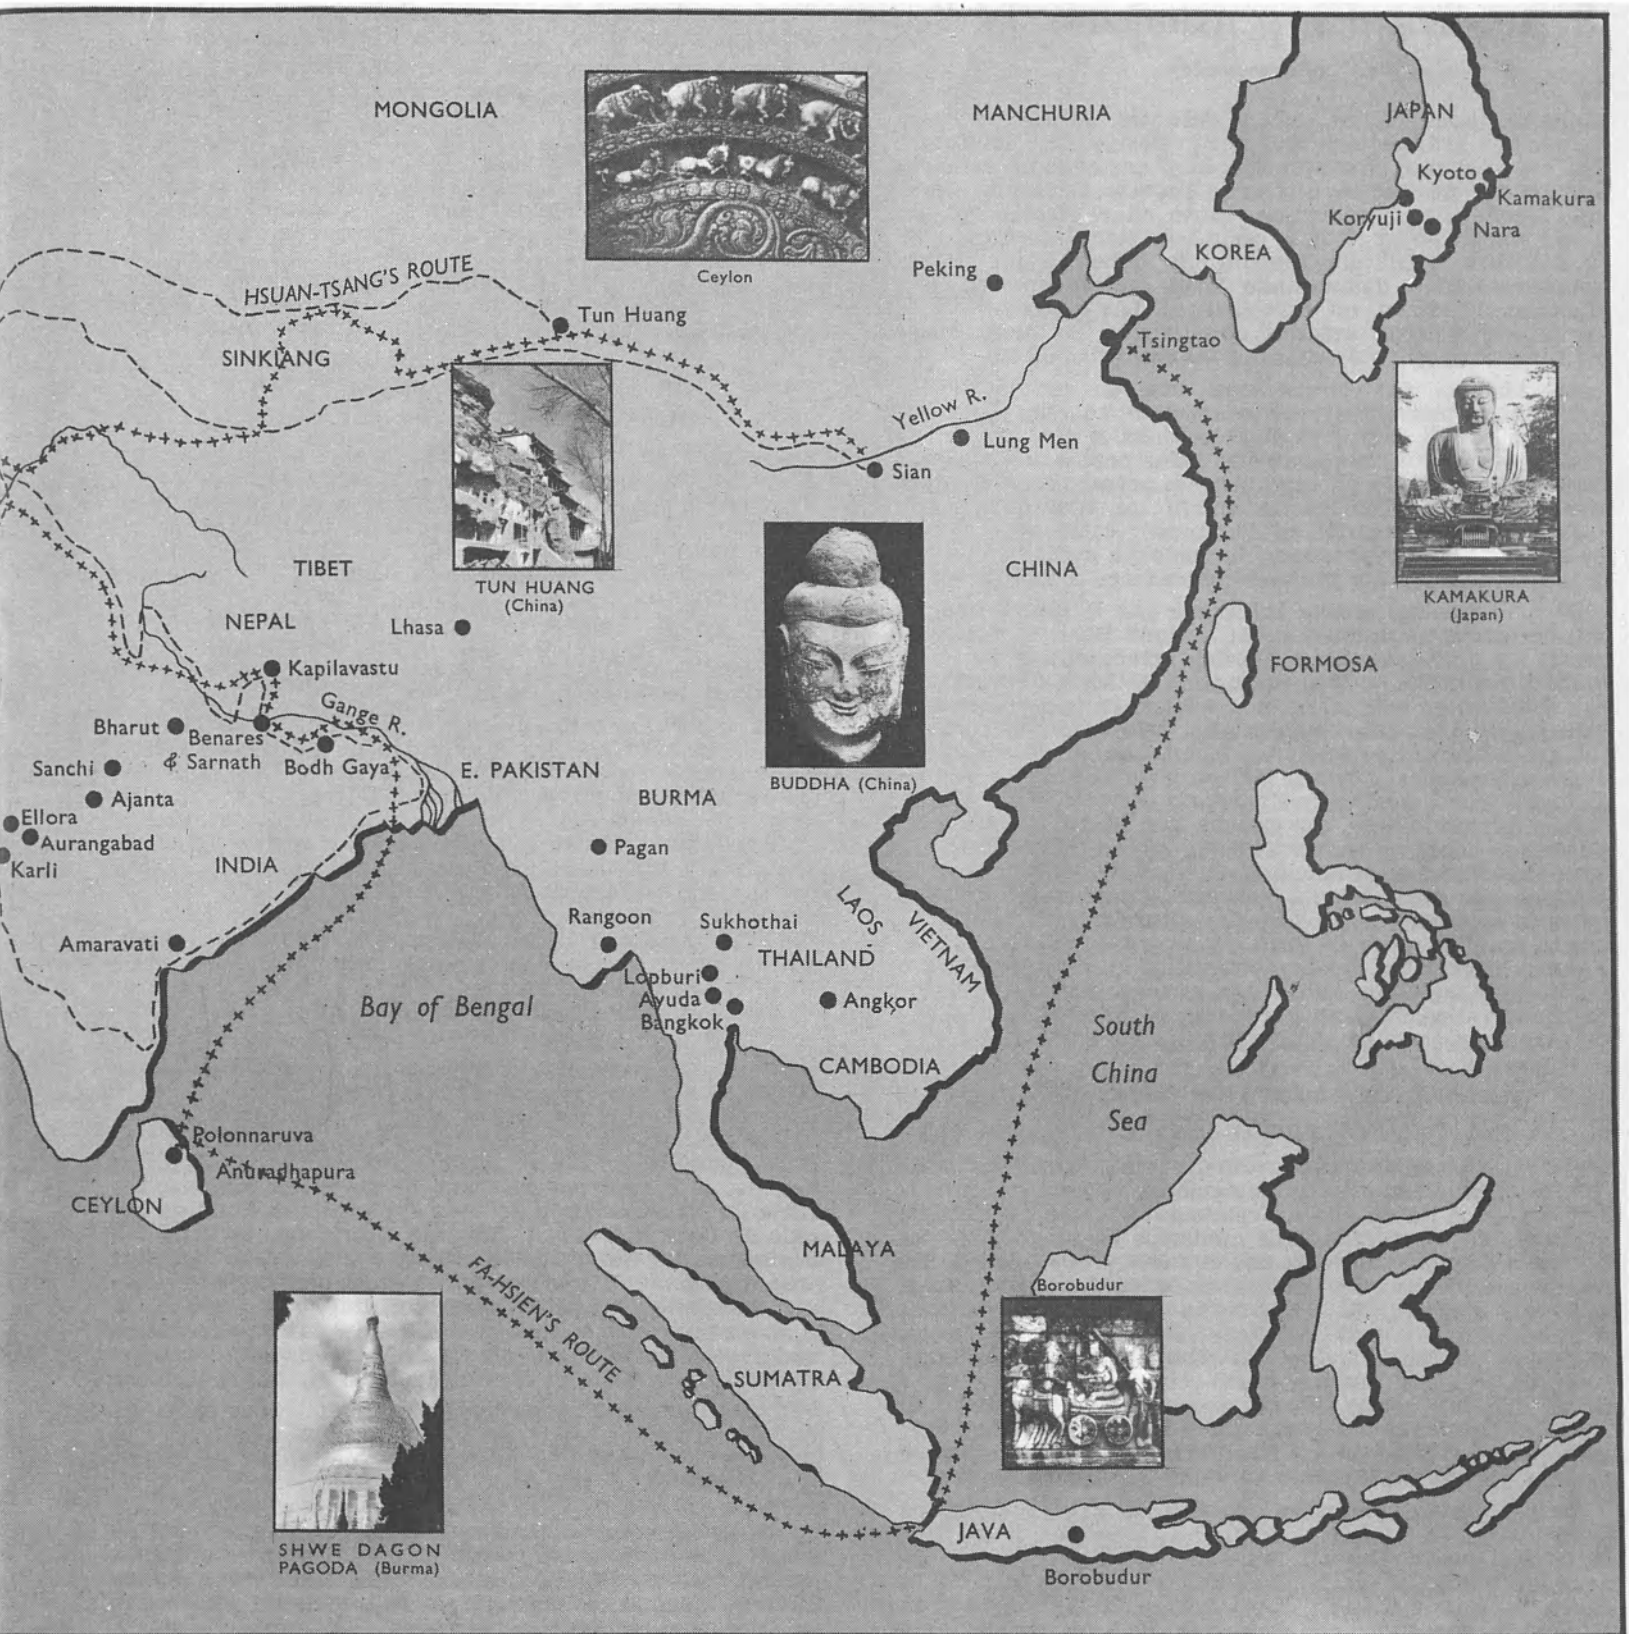 MONGOLIA
MANCHURIA
JAPAN
Kyoto
Kamakura
Koryuji
Nara
KOREA
Ceylon
Peking
HSUAN-TSANG'S ROUTE
Tun Huang
SINKIANG
Tsingtao
Yellow R.
Lung Men
Sian
TIBET
TUN HUANG
(China)
CHINA
KAMAKURA
(Japan)
NEPAL
Lhasa
Kapilavastu
FORMOSA
Gange R.
Bharut
Benares
& Sarnath
Bodh Gaya
Sanchi
E. PAKISTAN
BUDDHA (China)
Ajanta
BURMA
Ellora
Aurangabad
Karli
Pagan
INDIA
LAOS
VIETNAM
Rangoon
Sukhothai
Amaravati
THAILAND
Lopburi
Ayuda
Bangkok
Angkor
Bay of Bengal
South
China
Sea
CAMBODIA
Polonnaruva
Anuradhapura
CEYLON
MALAYA
FA-HSIEN'S ROUTE
Borobudur
SUMATRA
SHWE DAGON
PAGODA (Burma)
JAVA
Borobudur